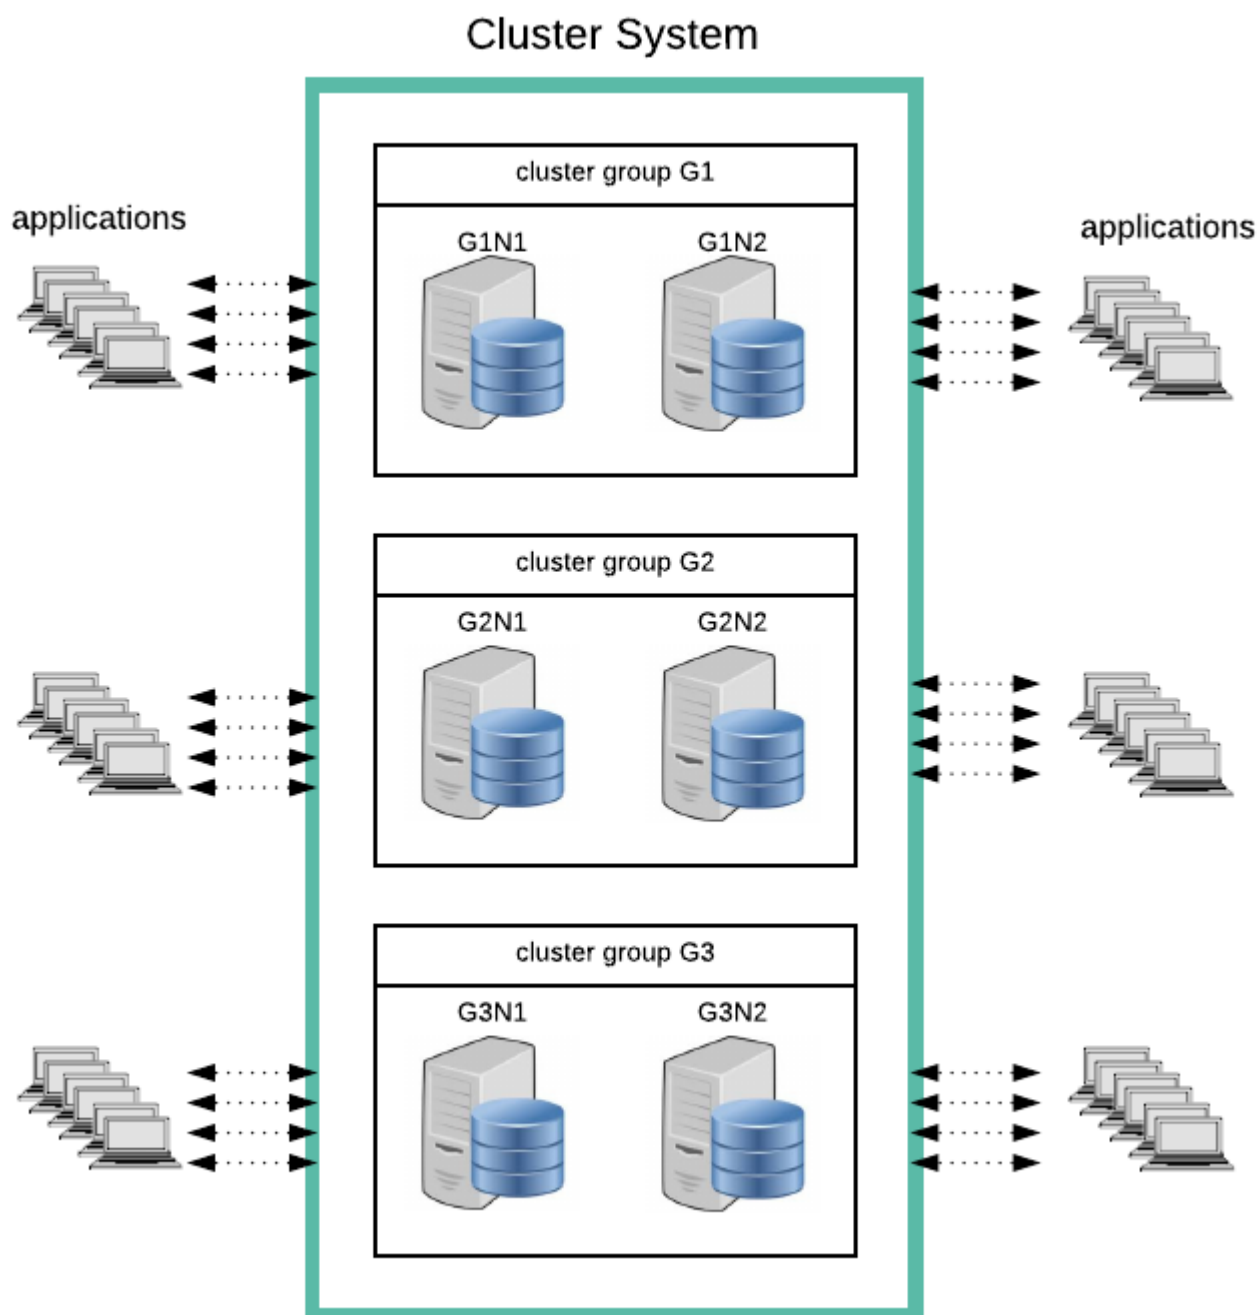 Cluster System
cluster group G1
applications
applications
G1N1
G1N2
cluster group G2
G2N1
G2N2
cluster group G3
G3N1
G3N2